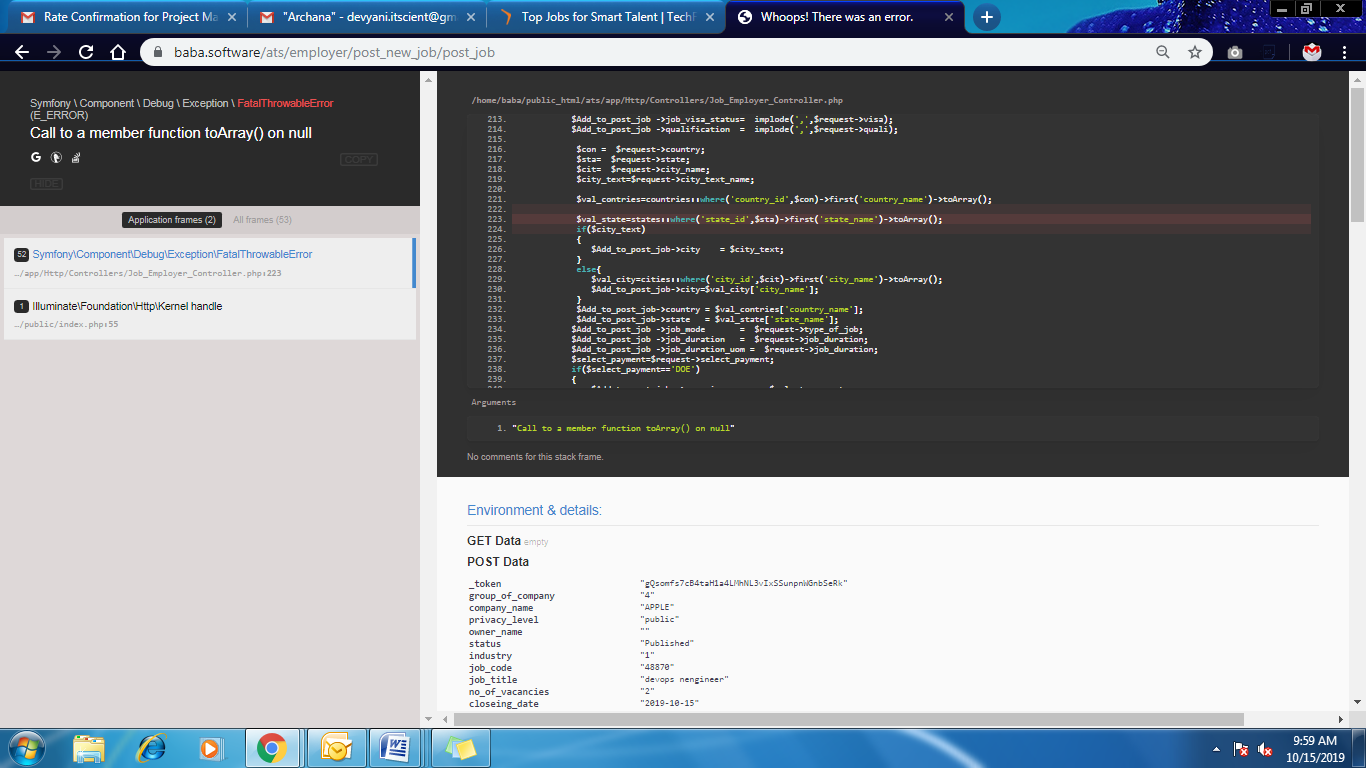 Rate Confirmation for Project Ma
"Archana" - devyani.itscient@gm
Top Jobs for Smart Talent | TechF
Whoops! There was an error.
baba.software/ats/employer/post_new_job/post_job
Symfony \ Component \ Debug \ Exception \ FatalThrowableError
(E_ERROR)
Call to a member function toArray() on null
COPY
HIDE
Application frames (2)
All frames (53)
52 Symfony\Component\Debug\Exception\FatalThrowableError
…/app/Http/Controllers/Job_Employer_Controller.php:223
1 Illuminate\Foundation\Http\Kernel handle
…/public/index.php:55
/home/baba/public_html/ats/app/Http/Controllers/Job_Employer_Controller.php
213. $Add_to_post_job ->job_visa_status= implode(',',$request->visa);
214. $Add_to_post_job ->qualification = implode(',',$request->quali);
215.
216. $con = $request->country;
217. $sta= $request->state;
218. $cit= $request->city_name;
219. $city_text=$request->city_text_name;
220.
221. $val_contries=countries::where('country_id',$con)->first('country_name')->toArray();
222.
223. $val_state=states::where('state_id',$sta)->first('state_name')->toArray();
224. if($city_text)
225. {
226. $Add_to_post_job->city = $city_text;
227. }
228. else{
229. $val_city=cities::where('city_id',$cit)->first('city_name')->toArray();
230. $Add_to_post_job->city=$val_city['city_name'];
231. }
232. $Add_to_post_job->country = $val_contries['country_name'];
233. $Add_to_post_job->state = $val_state['state_name'];
234. $Add_to_post_job ->job_mode = $request->type_of_job;
235. $Add_to_post_job ->job_duration = $request->job_duration;
236. $Add_to_post_job ->job_duration_uom = $request->job_duration;
237. $select_payment=$request->select_payment;
238. if($select_payment=='DOE')
239. {
Arguments
1. "Call to a member function toArray() on null"
No comments for this stack frame.
Environment & details:
GET Data empty
POST Data
_token "gQsomfs7cB4taH1a4LMhNL3vIxSSunpnWGnbSeRk"
group_of_company "4"
company_name "APPLE"
privacy_level "public"
owner_name ""
status "Published"
industry "1"
job_code "48870"
job_title "devops nengineer"
no_of_vacancies "2"
closeing_date "2019-10-15"
9:59 AM
10/15/2019